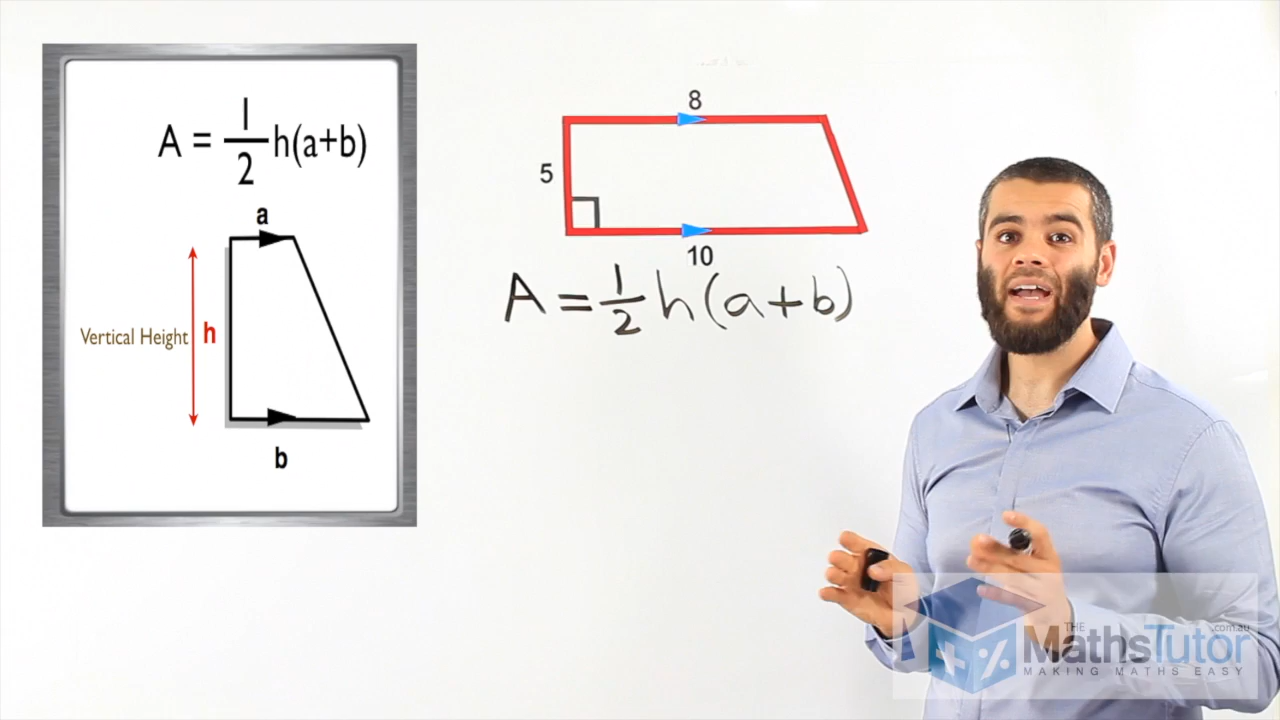 A = 1/2 h(a+b)
a
Vertical Height h
b
8
5
10
A = 1/2 h(a+b)
THE MathsTutor .com.au
MAKING MATHS EASY